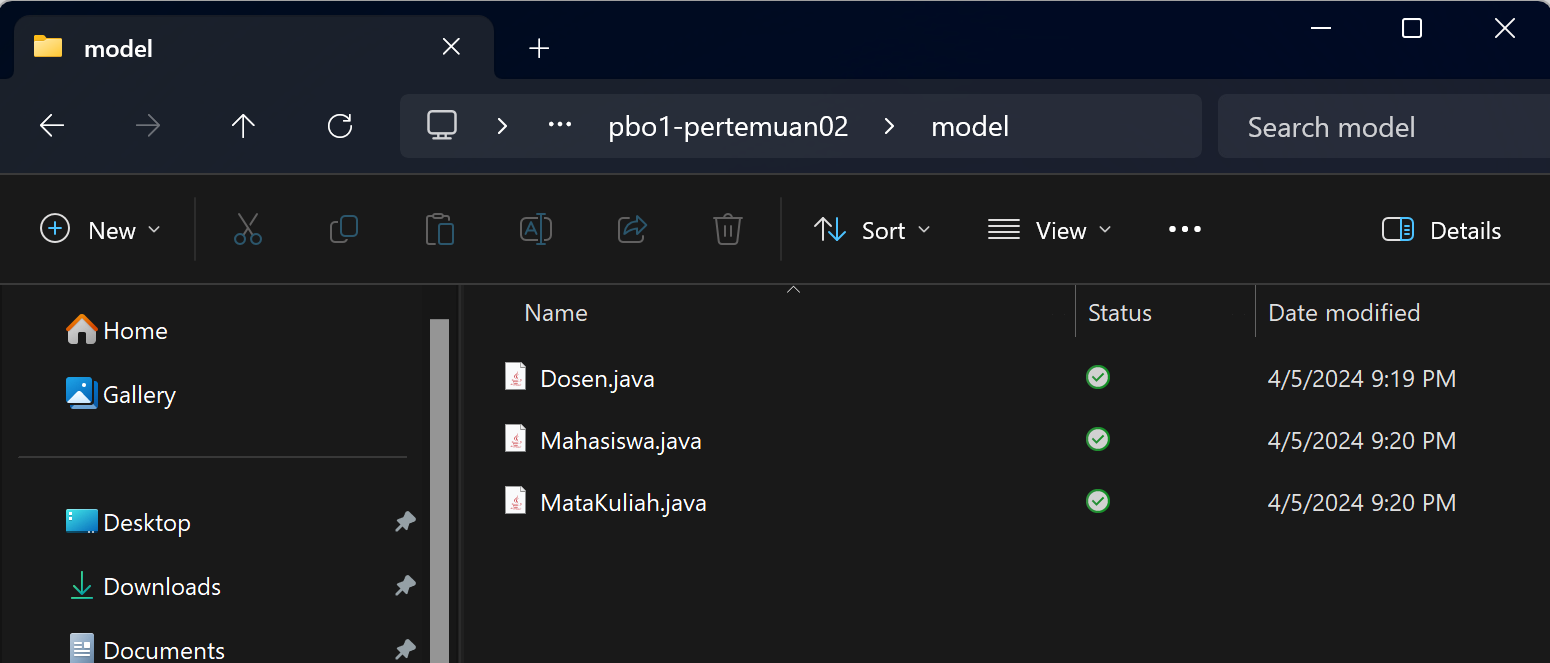 model
pbo1-pertemuan02 model Search model
New Sort View Details
Home
Gallery
Desktop
Downloads
Documents
Name Status Date modified
Dosen.java 4/5/2024 9:19 PM
Mahasiswa.java 4/5/2024 9:20 PM
MataKuliah.java 4/5/2024 9:20 PM